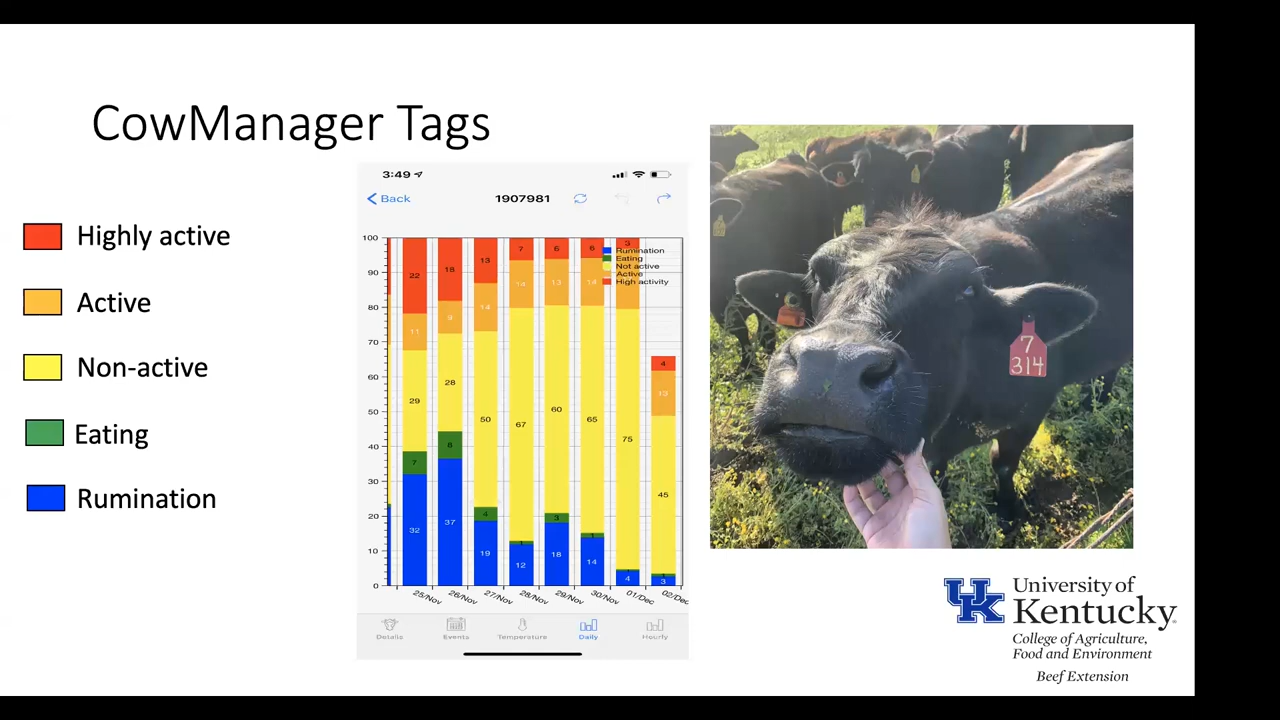 CowManager Tags
Highly active
Active
Non-active
Eating
Rumination
3:49
Back
1907981
100
90
80
70
60
50
40
30
20
10
0
22
11
29
7
32
18
9
28
8
37
13
14
50
4
19
7
14
67
1
12
6
13
60
3
18
6
14
65
1
14
3
75
4
4
13
45
3
Rumination
Eating
Not active
Active
High activity
25/Nov
26/Nov
27/Nov
28/Nov
29/Nov
30/Nov
01/Dec
02/Dec
Details
Events
Temperature
Daily
Hourly
7
314
UK
University of
Kentucky
College of Agriculture,
Food and Environment
Beef Extension